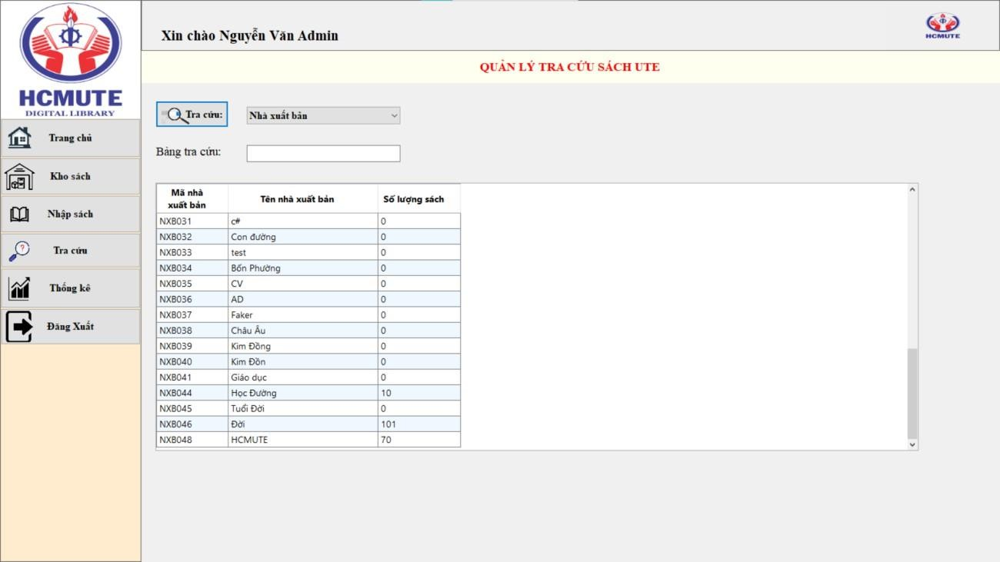 HCMUTE
DIGITAL LIBRARY
Xin chào Nguyễn Văn Admin
HCMUTE
QUẢN LÝ TRA CỨU SÁCH UTE
Trang chủ
Kho sách
Nhập sách
Tra cứu
Thống kê
Đăng Xuất
Tra cứu: Nhà xuất bản
Bảng tra cứu:
Mã nhà xuất bản Tên nhà xuất bản Số lượng sách
NXB031 c# 0
NXB032 Con đường 0
NXB033 test 0
NXB034 Bốn Phường 0
NXB035 CV 0
NXB036 AD 0
NXB037 Faker 0
NXB038 Châu Âu 0
NXB039 Kim Đồng 0
NXB040 Kim Đồn 0
NXB041 Giáo dục 0
NXB044 Học Đường 10
NXB045 Tuổi Đời 0
NXB046 Đời 101
NXB048 HCMUTE 70